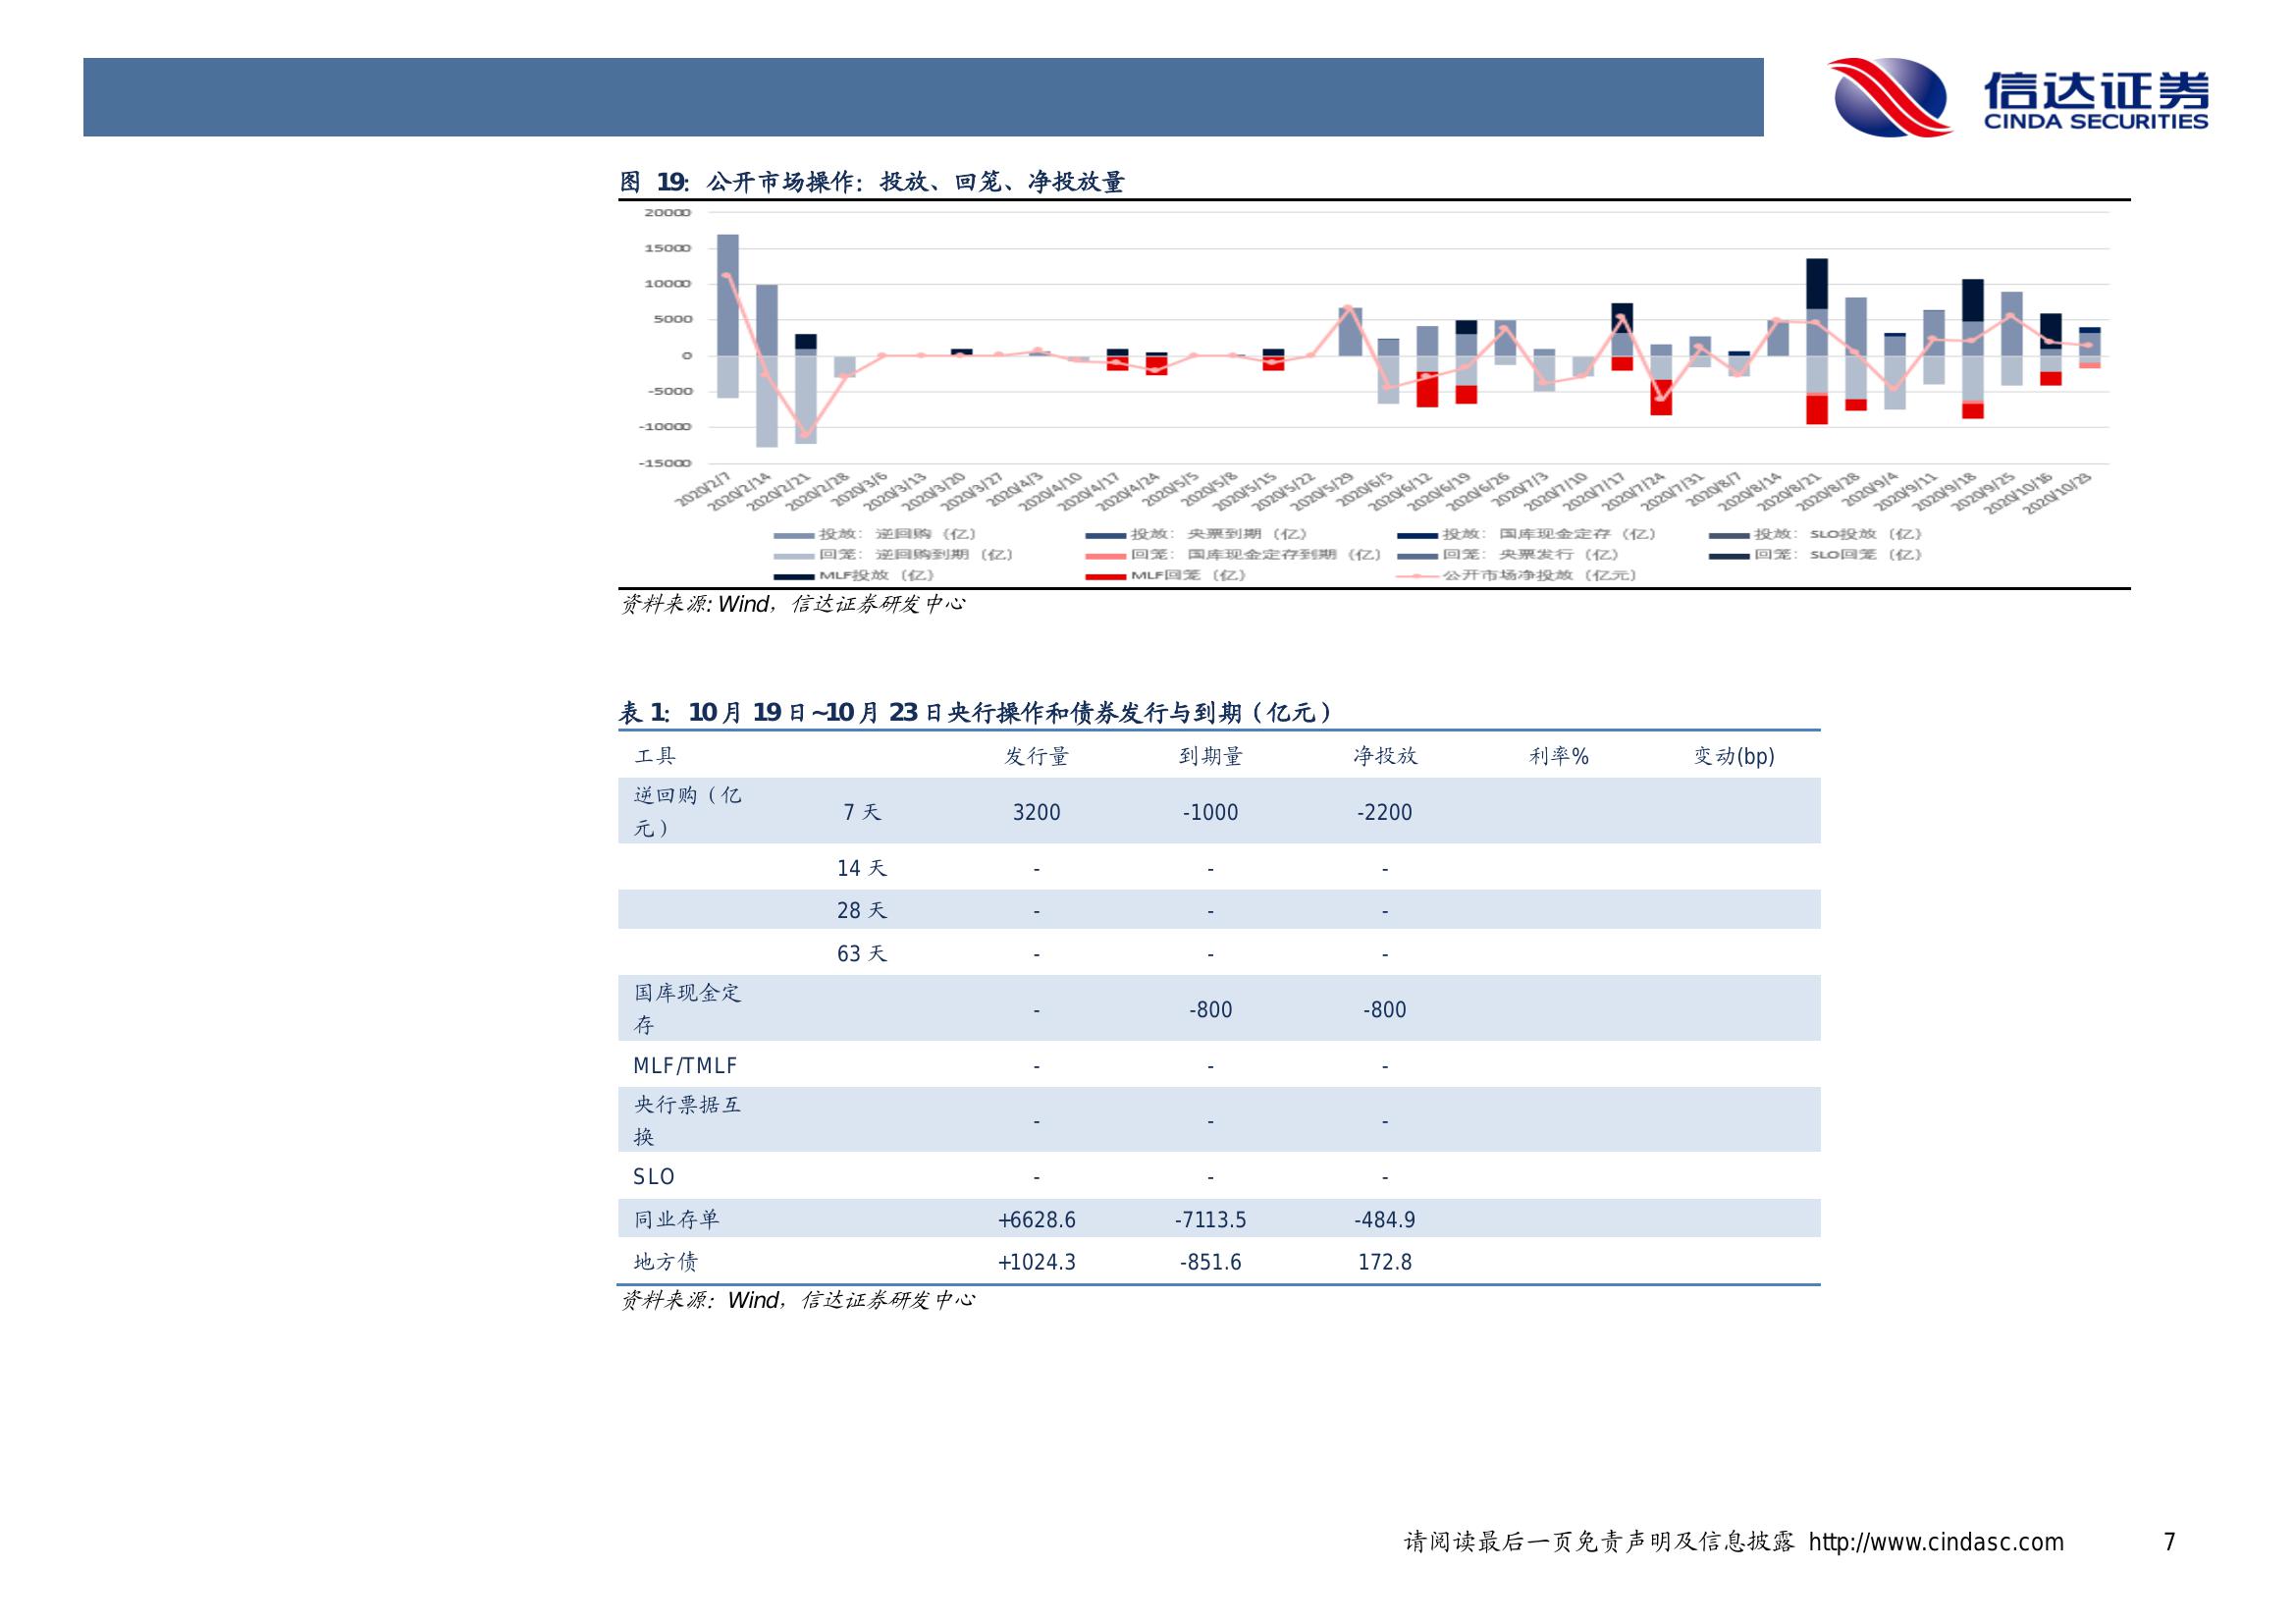 信达证券
CINDA SECURITIES
图 19：公开市场操作：投放、回笼、净投放量
20000
15000
10000
5000
0
-5000
-10000
-15000
2020/2/7 2020/2/14 2020/2/21 2020/2/28 2020/3/6 2020/3/13 2020/3/20 2020/3/27 2020/4/3 2020/4/10 2020/4/17 2020/4/24 2020/5/5 2020/5/8 2020/5/15 2020/5/22 2020/5/29 2020/6/5 2020/6/12 2020/6/19 2020/6/26 2020/7/3 2020/7/10 2020/7/17 2020/7/24 2020/7/31 2020/8/7 2020/8/14 2020/8/21 2020/8/28 2020/9/4 2020/9/11 2020/9/18 2020/9/25 2020/10/16 2020/10/23
投放：逆回购（亿） 投放：央票到期（亿） 投放：国库现金定存（亿） 投放：SLO投放（亿）
回笼：逆回购到期（亿） 回笼：国库现金定存到期（亿） 回笼：央票发行（亿） 回笼：SLO回笼（亿）
MLF投放（亿） MLF回笼（亿） 公开市场净投放（亿元）
资料来源: Wind，信达证券研发中心
表 1：10 月 19 日~10 月 23 日央行操作和债券发行与到期（亿元）
工具 发行量 到期量 净投放 利率% 变动(bp)
逆回购（亿
元） 7 天 3200 -1000 -2200
14 天 - - -
28 天 - - -
63 天 - - -
国库现金定
存 - -800 -800
MLF/TMLF - - -
央行票据互
换 - - -
SLO - - -
同业存单 +6628.6 -7113.5 -484.9
地方债 +1024.3 -851.6 172.8
资料来源：Wind，信达证券研发中心
请阅读最后一页免责声明及信息披露 http://www.cindasc.com 7